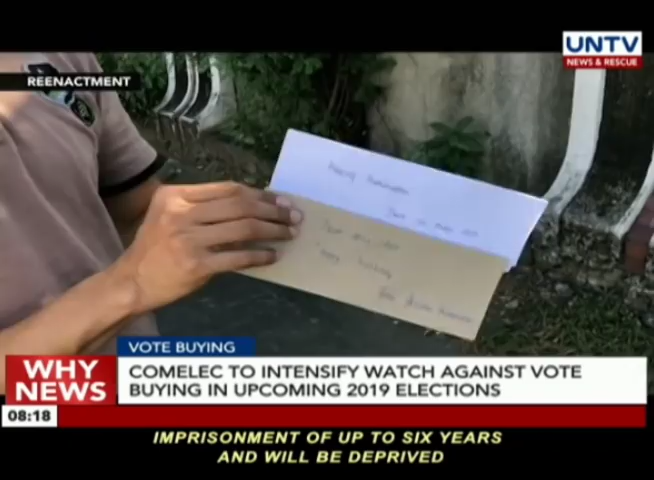 UNTV
NEWS & RESCUE
REENACTMENT
VOTE BUYING
WHY
NEWS
COMELEC TO INTENSIFY WATCH AGAINST VOTE
BUYING IN UPCOMING 2019 ELECTIONS
08:18
IMPRISONMENT OF UP TO SIX YEARS
AND WILL BE DEPRIVED